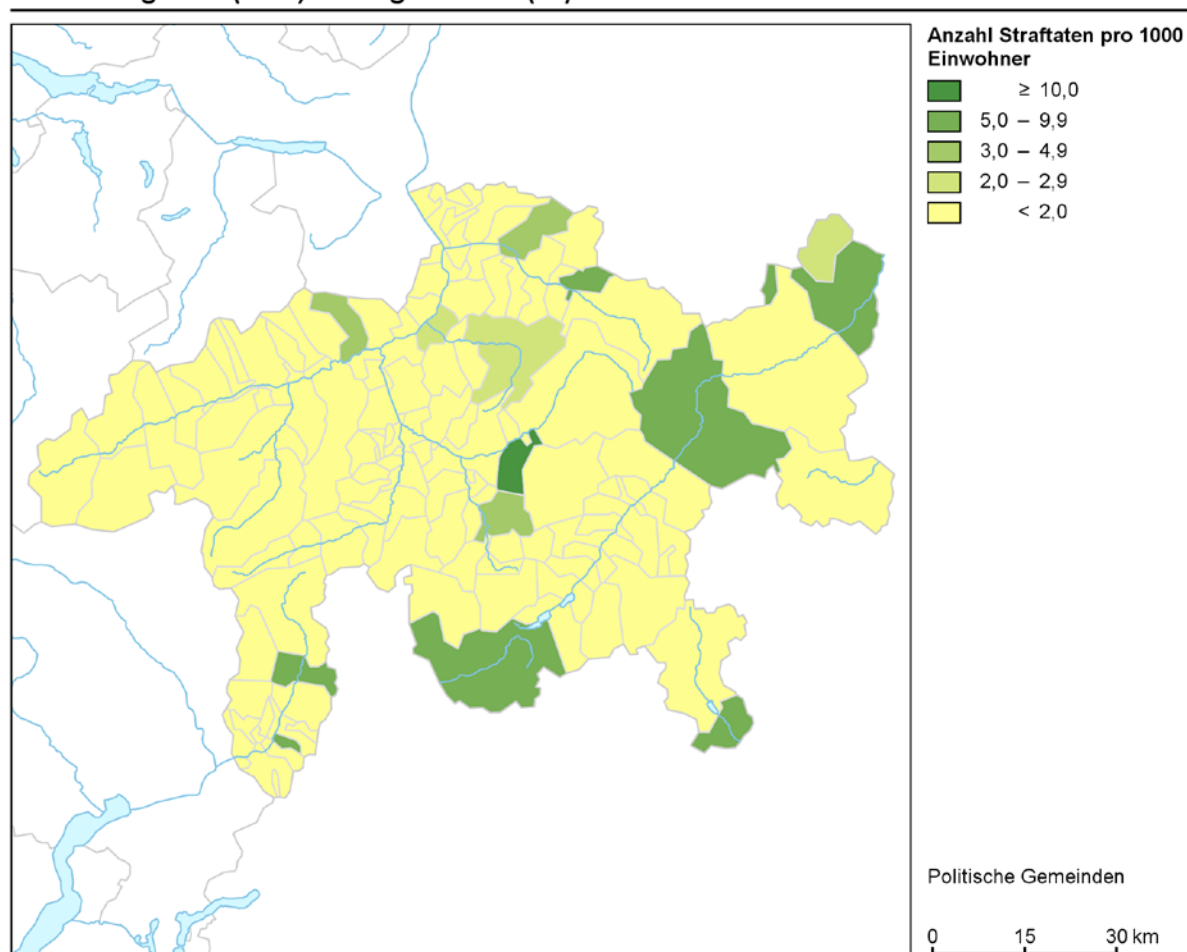 Anzahl Straftaten pro 1000
Einwohner
≥ 10,0
5,0 – 9,9
3,0 – 4,9
2,0 – 2,9
< 2,0
Politische Gemeinden
0 15 30 km